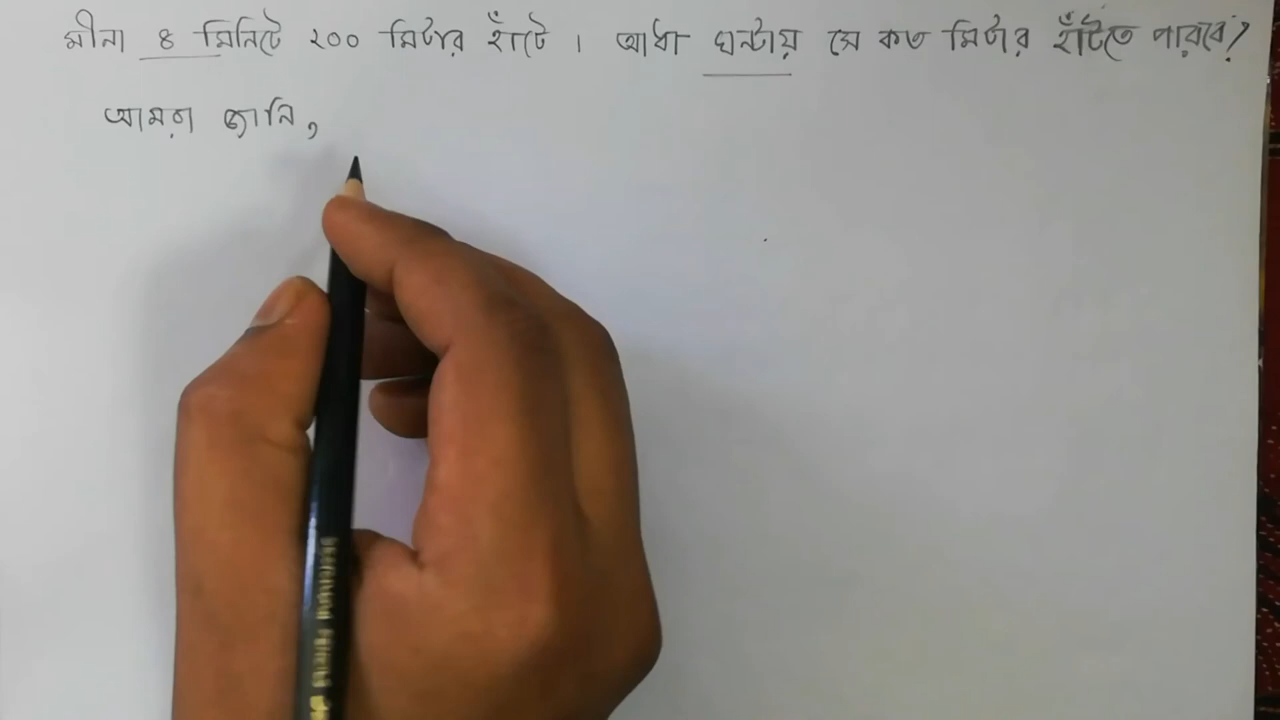 মীনা ৪ মিনিটে ২০০ মিটার হাঁটে । আধা ঘন্টায় সে কত মিটার হাঁটতে পারবে?
আমরা জানি,